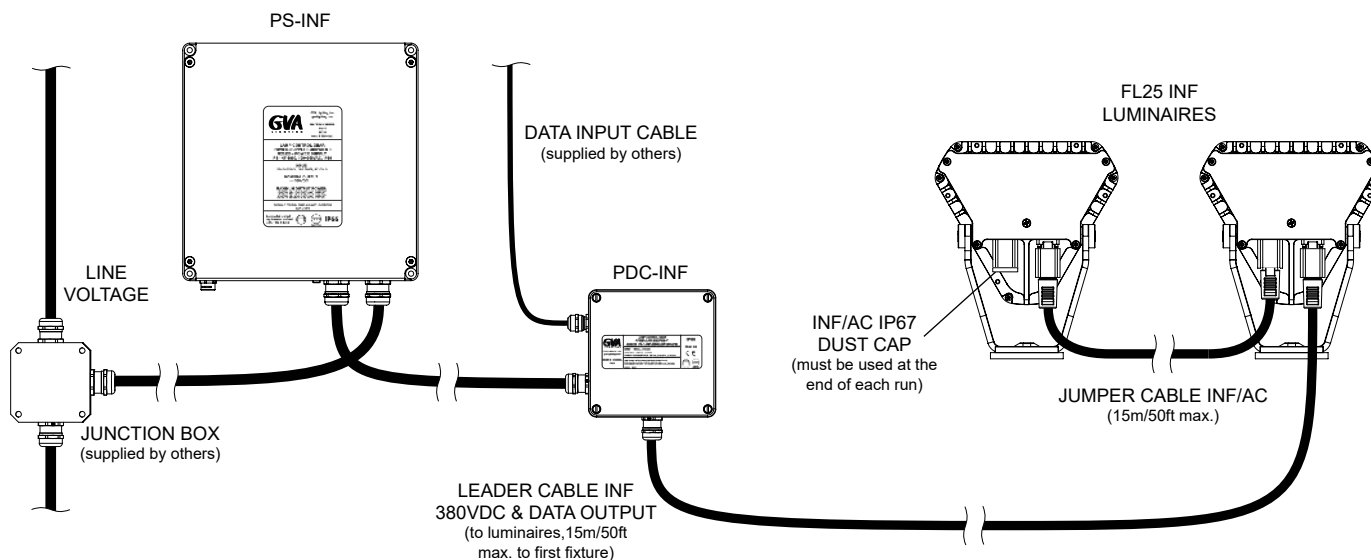 PS-INF
GVA
LIGHTING
IP66
LINE
VOLTAGE
JUNCTION BOX
(supplied by others)
DATA INPUT CABLE
(supplied by others)
PDC-INF
GVA
LEADER CABLE INF
380VDC & DATA OUTPUT
(to luminaires,15m/50ft
max. to first fixture)
FL25 INF
LUMINAIRES
INF/AC IP67
DUST CAP
(must be used at the
end of each run)
JUMPER CABLE INF/AC
(15m/50ft max.)